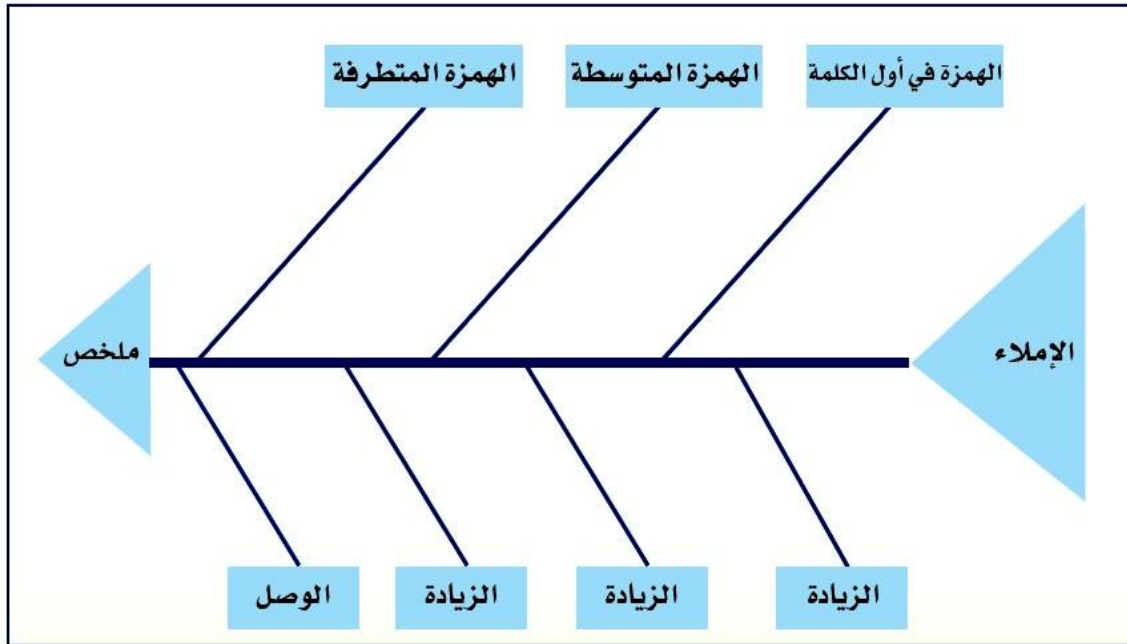 الهمزة في أول الكلمة
الهمزة المتوسطة
الهمزة المتطرفة
الإملاء
ملخص
الزيادة
الزيادة
الزيادة
الوصل